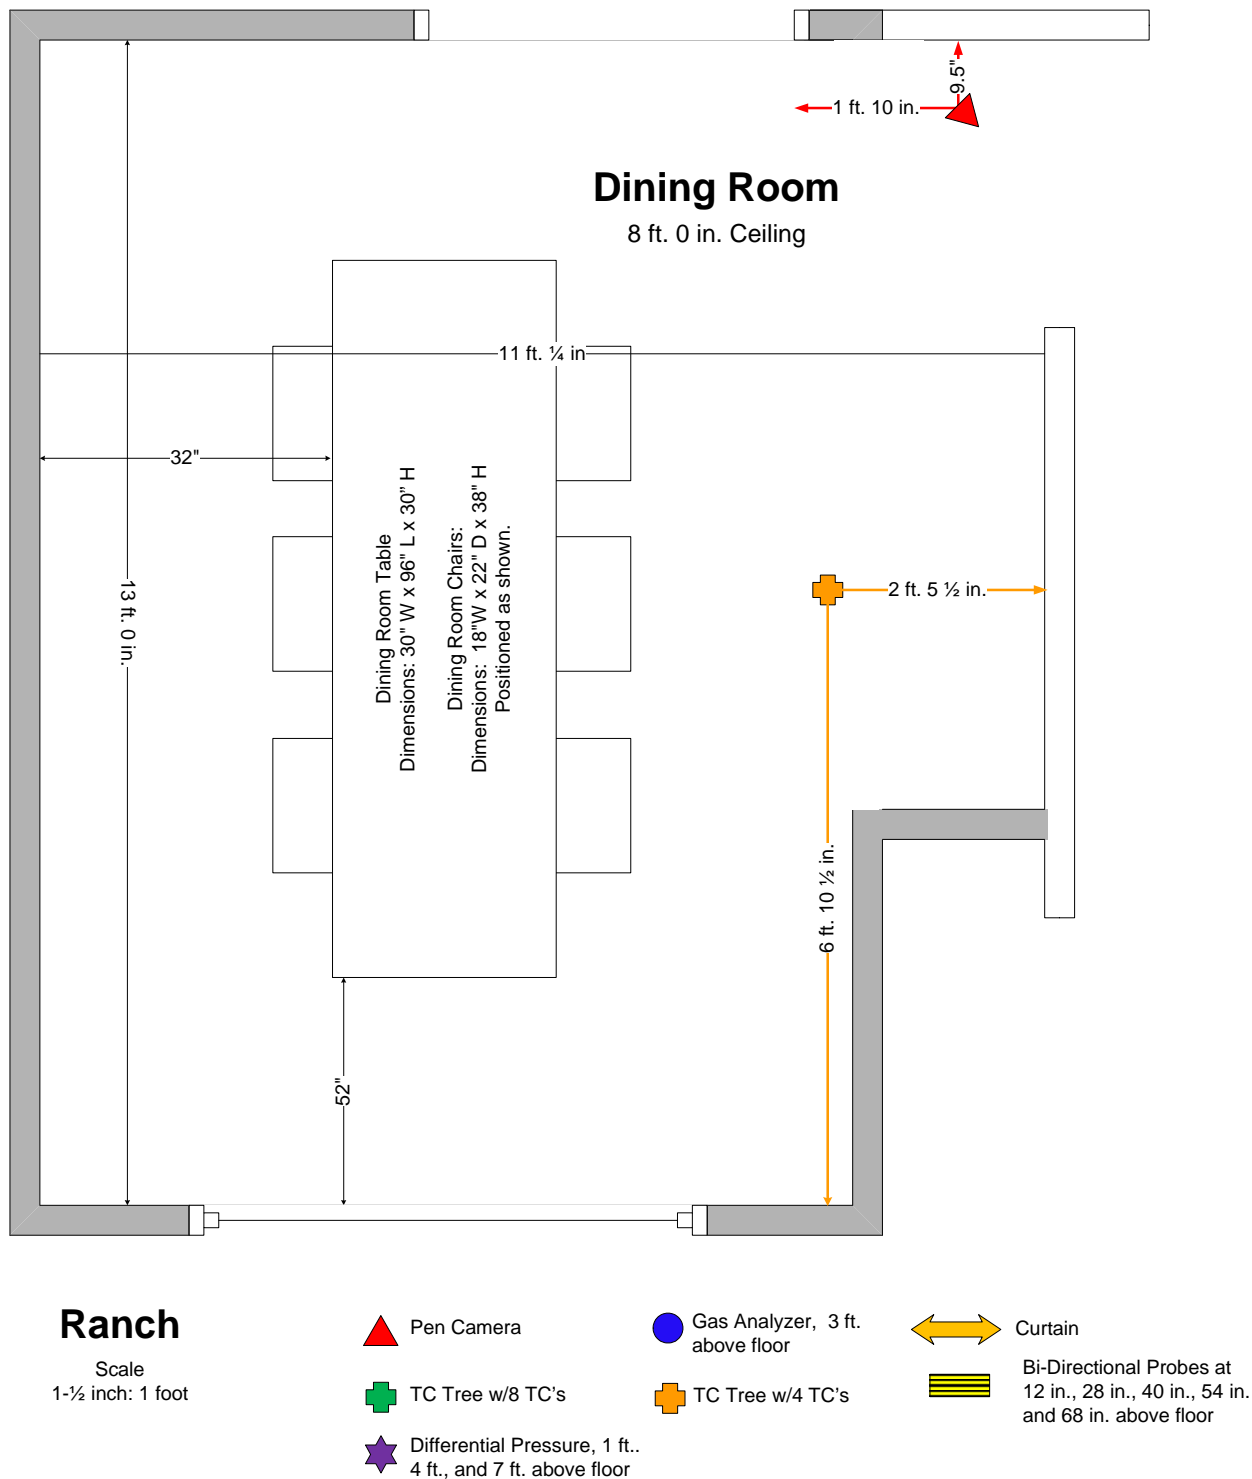 9.5"
1 ft. 10 in.
Dining Room
8 ft. 0 in. Ceiling
11 ft. ¼ in
32"
13 ft. 0 in.
Dining Room Table
Dimensions: 30" W x 96" L x 30” H
Dining Room Chairs:
Dimensions:  18"W x 22" D x 38" H
Positioned as shown.
2 ft. 5 ½ in.
6 ft. 10 ½ in.
52"
Ranch
Scale
1-½ inch: 1 foot
Pen Camera
TC Tree w/8 TC’s
Differential Pressure, 1 ft..
4 ft., and 7 ft. above floor
Gas Analyzer,  3 ft.
above floor
TC Tree w/4 TC’s
Curtain
Bi-Directional Probes at
12 in., 28 in., 40 in., 54 in.
and 68 in. above floor